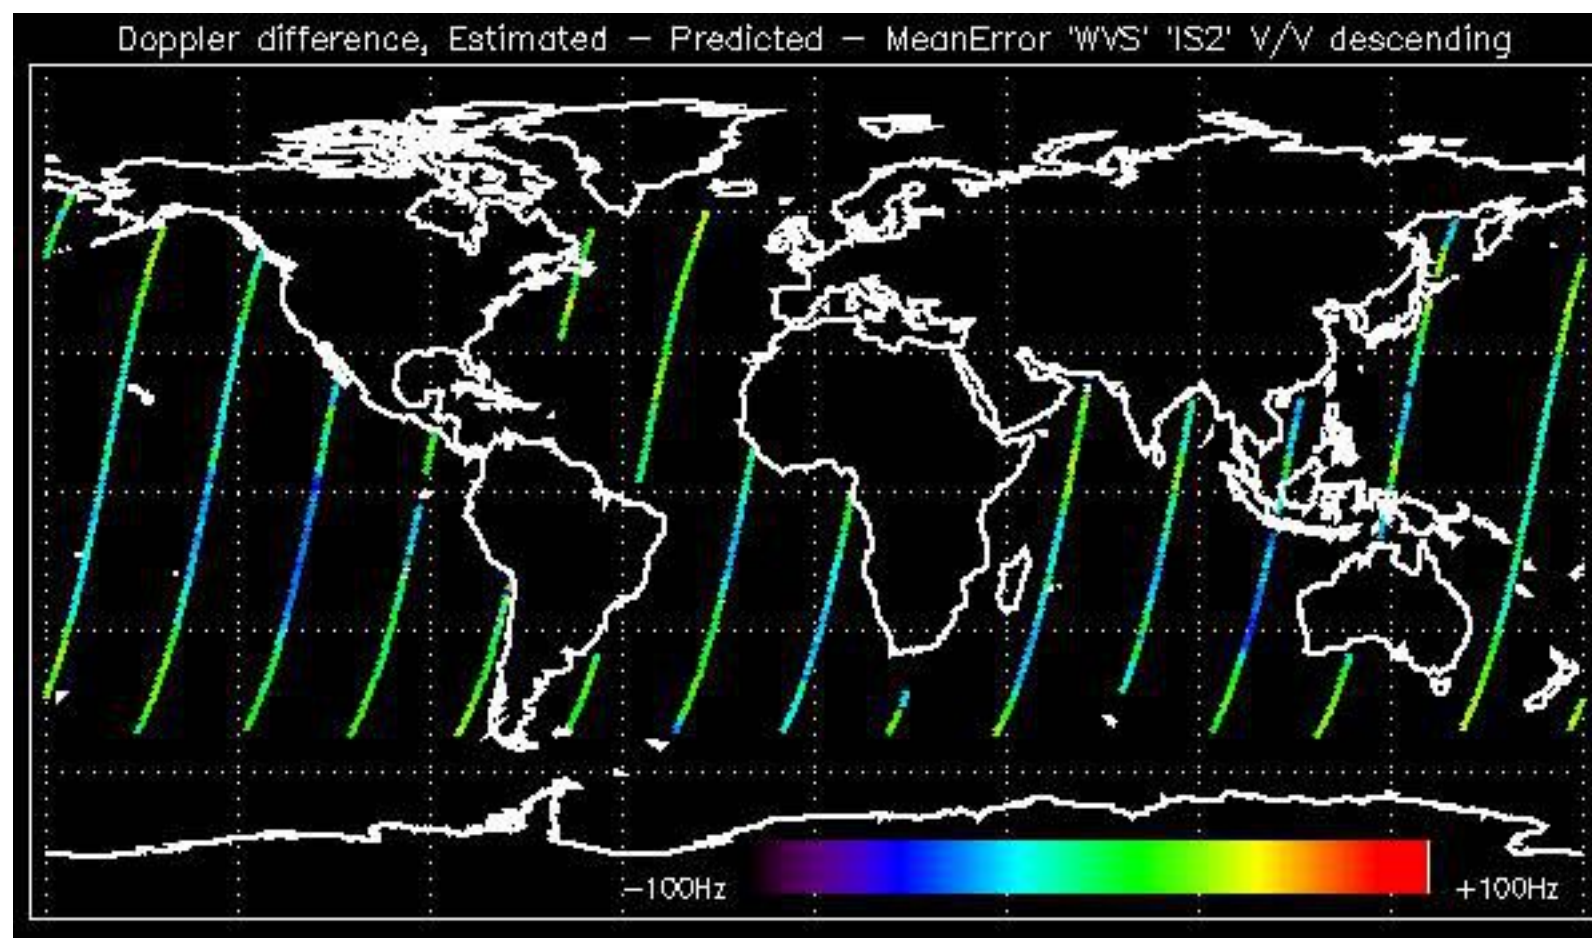 Doppler difference, Estimated – Predicted – MeanError 'WVS' 'IS2' V/V descending
–100Hz +100Hz